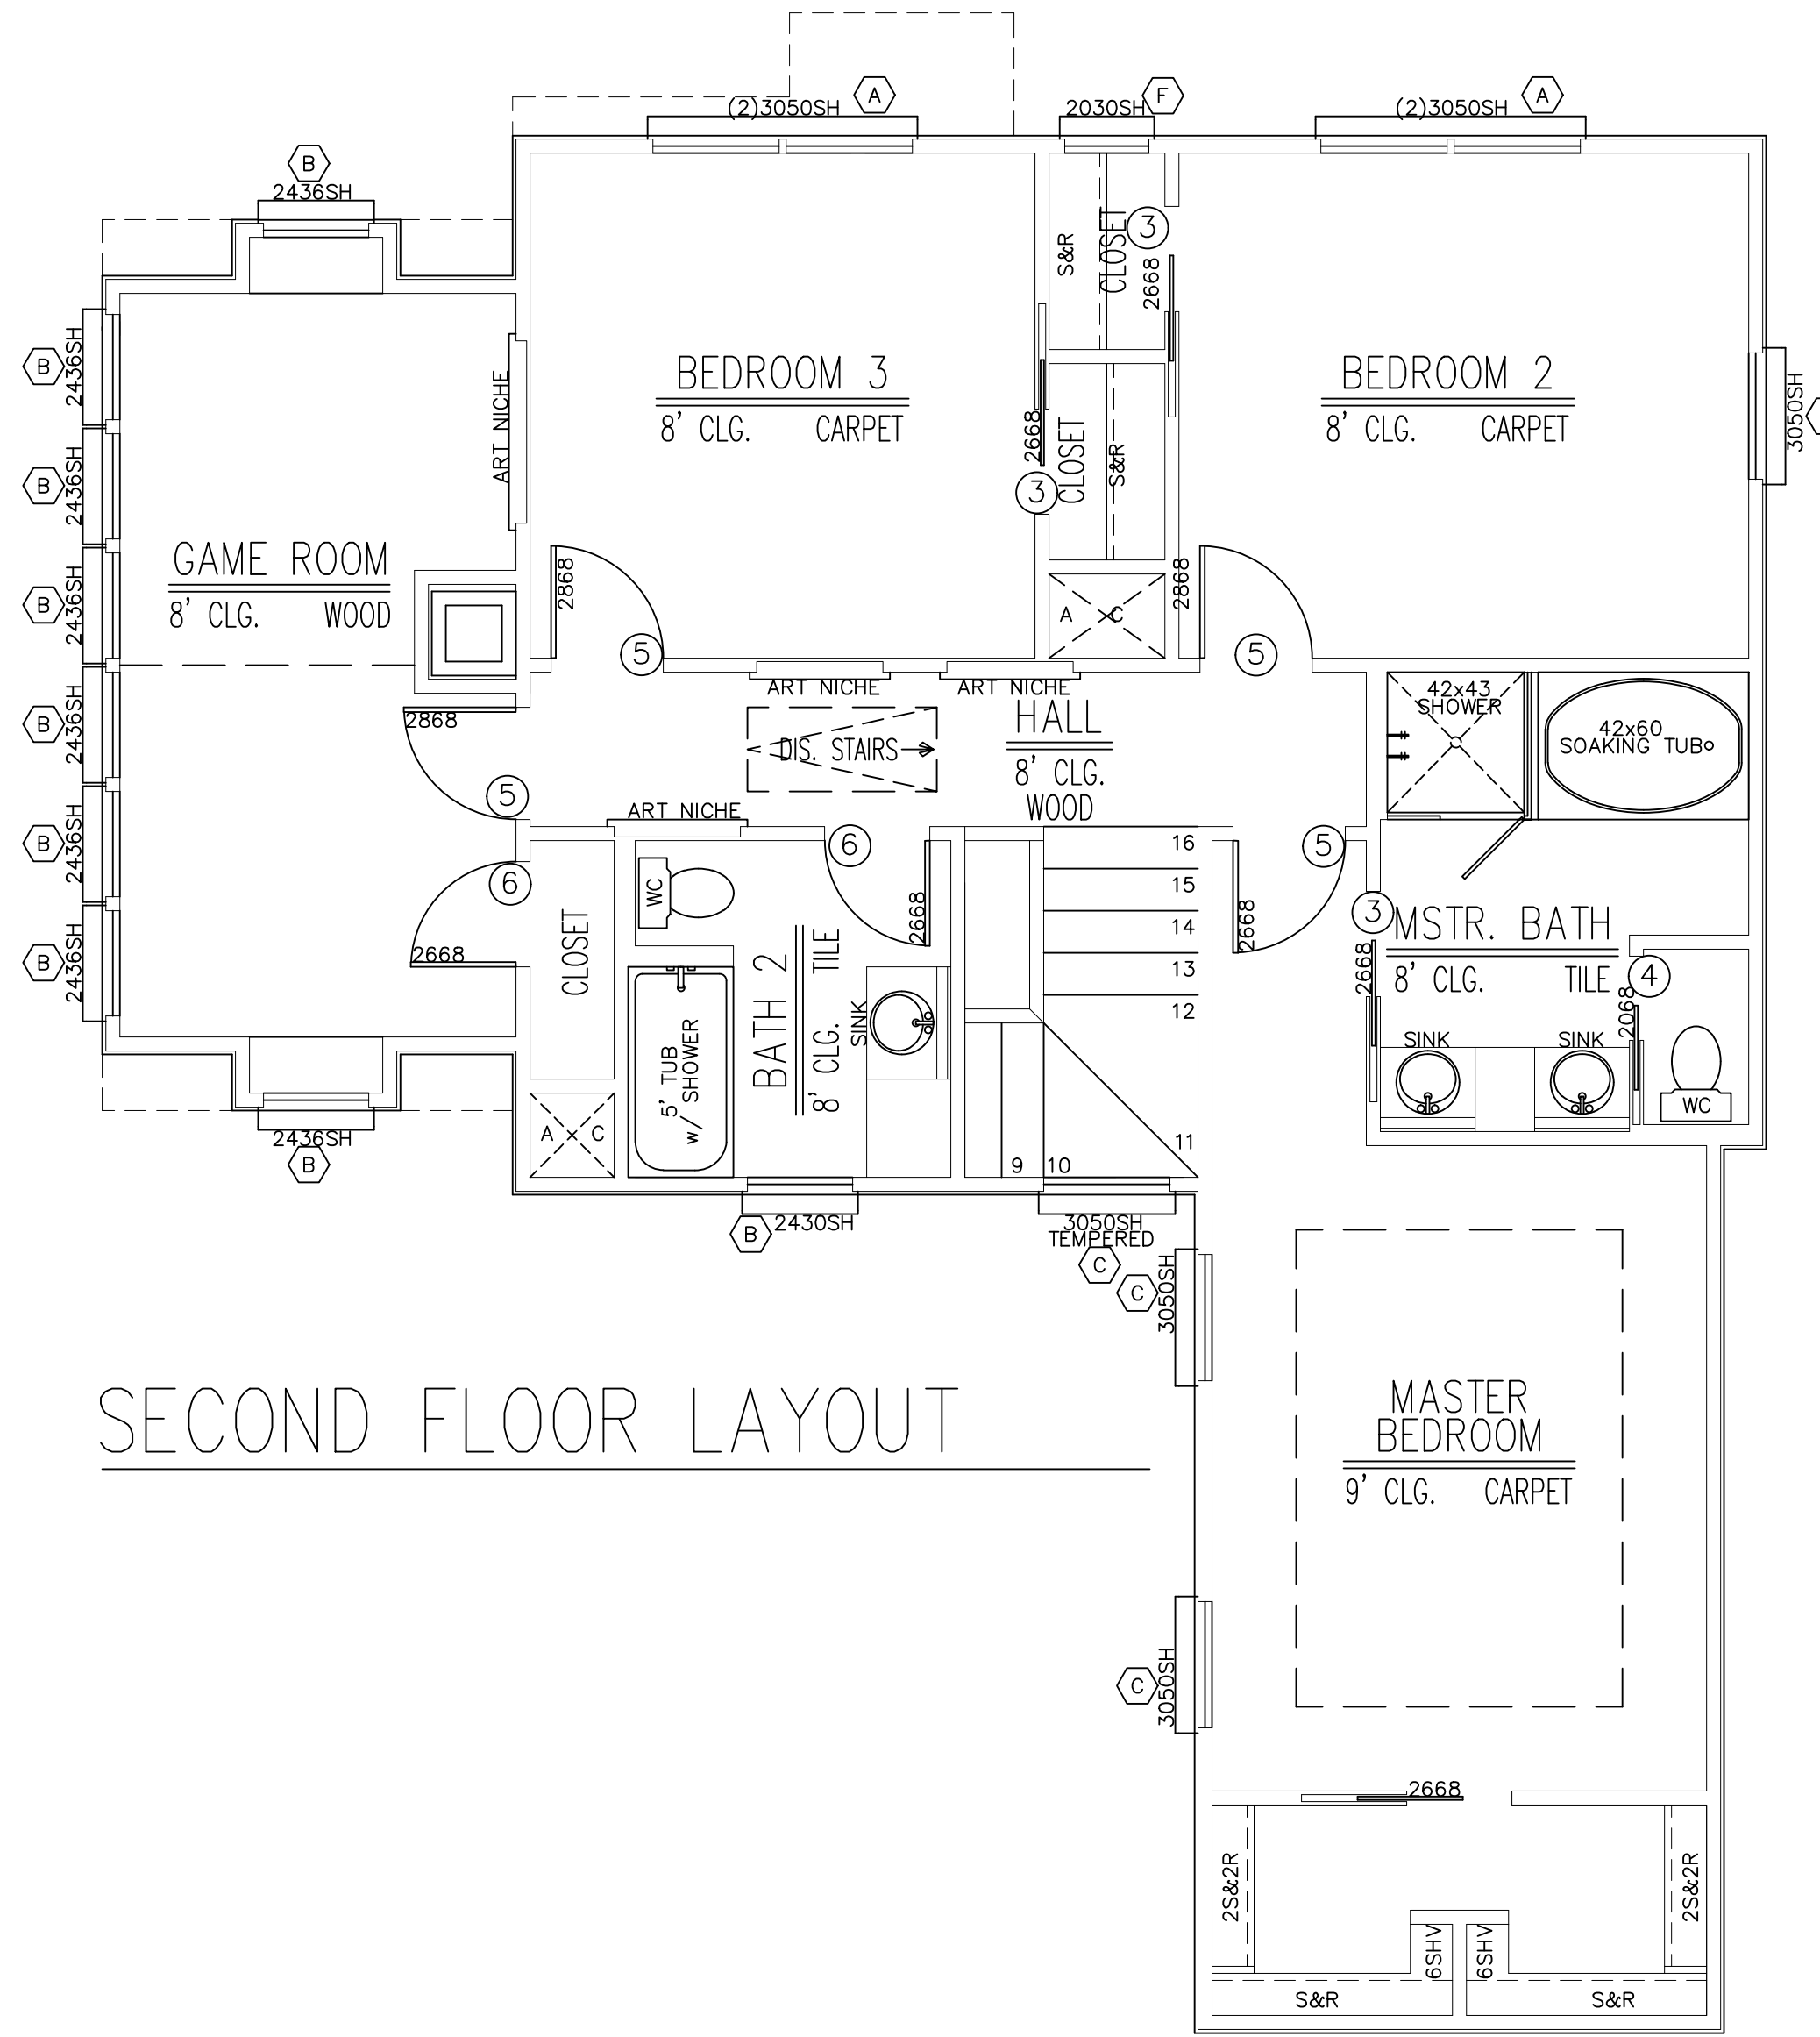 (2)3050SH
A
2030SH
F
(2)3050SH
A
B
2436SH
B
2436SH
B
2436SH
B
2436SH
B
2436SH
B
2436SH
B
2436SH
ART NICHE
BEDROOM 3
8' CLG. CARPET
S&R
CLOSET
3
2668
2668
3
CLOSET
S&R
BEDROOM 2
8' CLG. CARPET
3050SH
GAME ROOM
8' CLG. WOOD
2868
5
A C
2868
5
ART NICHE
ART NICHE
2868
5
DIS. STAIRS
HALL
8' CLG.
WOOD
42x43
SHOWER
42x60
SOAKING TUB
ART NICHE
6
6
2668
CLOSET
WC
2668
BATH 2
8' CLG. TILE
SINK
5' TUB
w/ SHOWER
A C
16
15
14
13
12
11
10
9
5
2668
3
2668
MSTR. BATH
8' CLG. TILE
4
2068
SINK
SINK
WC
2436SH
B
B
2430SH
3050SH
TEMPERED
C
C
3050SH
SECOND FLOOR LAYOUT
MASTER
BEDROOM
9' CLG. CARPET
C
3050SH
2668
2S&2R
2S&2R
6SHV
6SHV
S&R
S&R